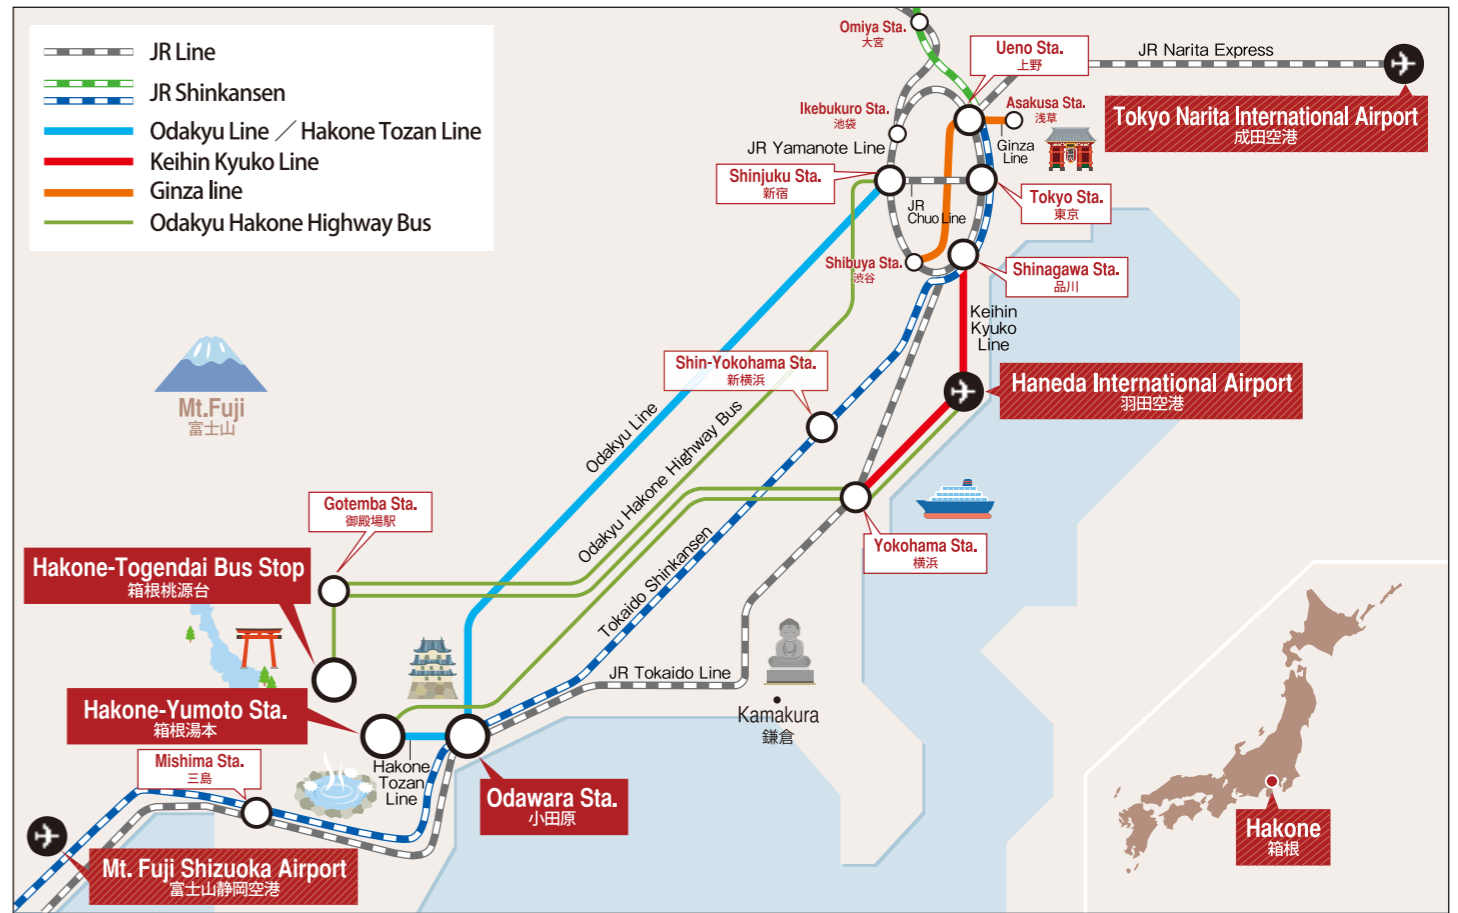 JR Line
JR Shinkansen
Odakyu Line ／ Hakone Tozan Line
Keihin Kyuko Line
Ginza line
Odakyu Hakone Highway Bus
Omiya Sta.
大宮
Ueno Sta.
上野
JR Narita Express
Ikebukuro Sta.
池袋
Asakusa Sta.
浅草
Tokyo Narita International Airport
成田空港
JR Yamanote Line
Ginza
Line
Shinjuku Sta.
新宿
JR
Chuo Line
Tokyo Sta.
東京
Shibuya Sta.
渋谷
Shinagawa Sta.
品川
Keihin
Kyuko
Line
Shin-Yokohama Sta.
新横浜
Haneda International Airport
羽田空港
Mt.Fuji
富士山
Odakyu Line
Odakyu Hakone Highway Bus
Gotemba Sta.
御殿場駅
Tokaido Shinkansen
Yokohama Sta.
横浜
Hakone-Togendai Bus Stop
箱根桃源台
JR Tokaido Line
Kamakura
鎌倉
Hakone-Yumoto Sta.
箱根湯本
Mishima Sta.
三島
Hakone
Tozan
Line
Odawara Sta.
小田原
Mt. Fuji Shizuoka Airport
富士山静岡空港
Hakone
箱根